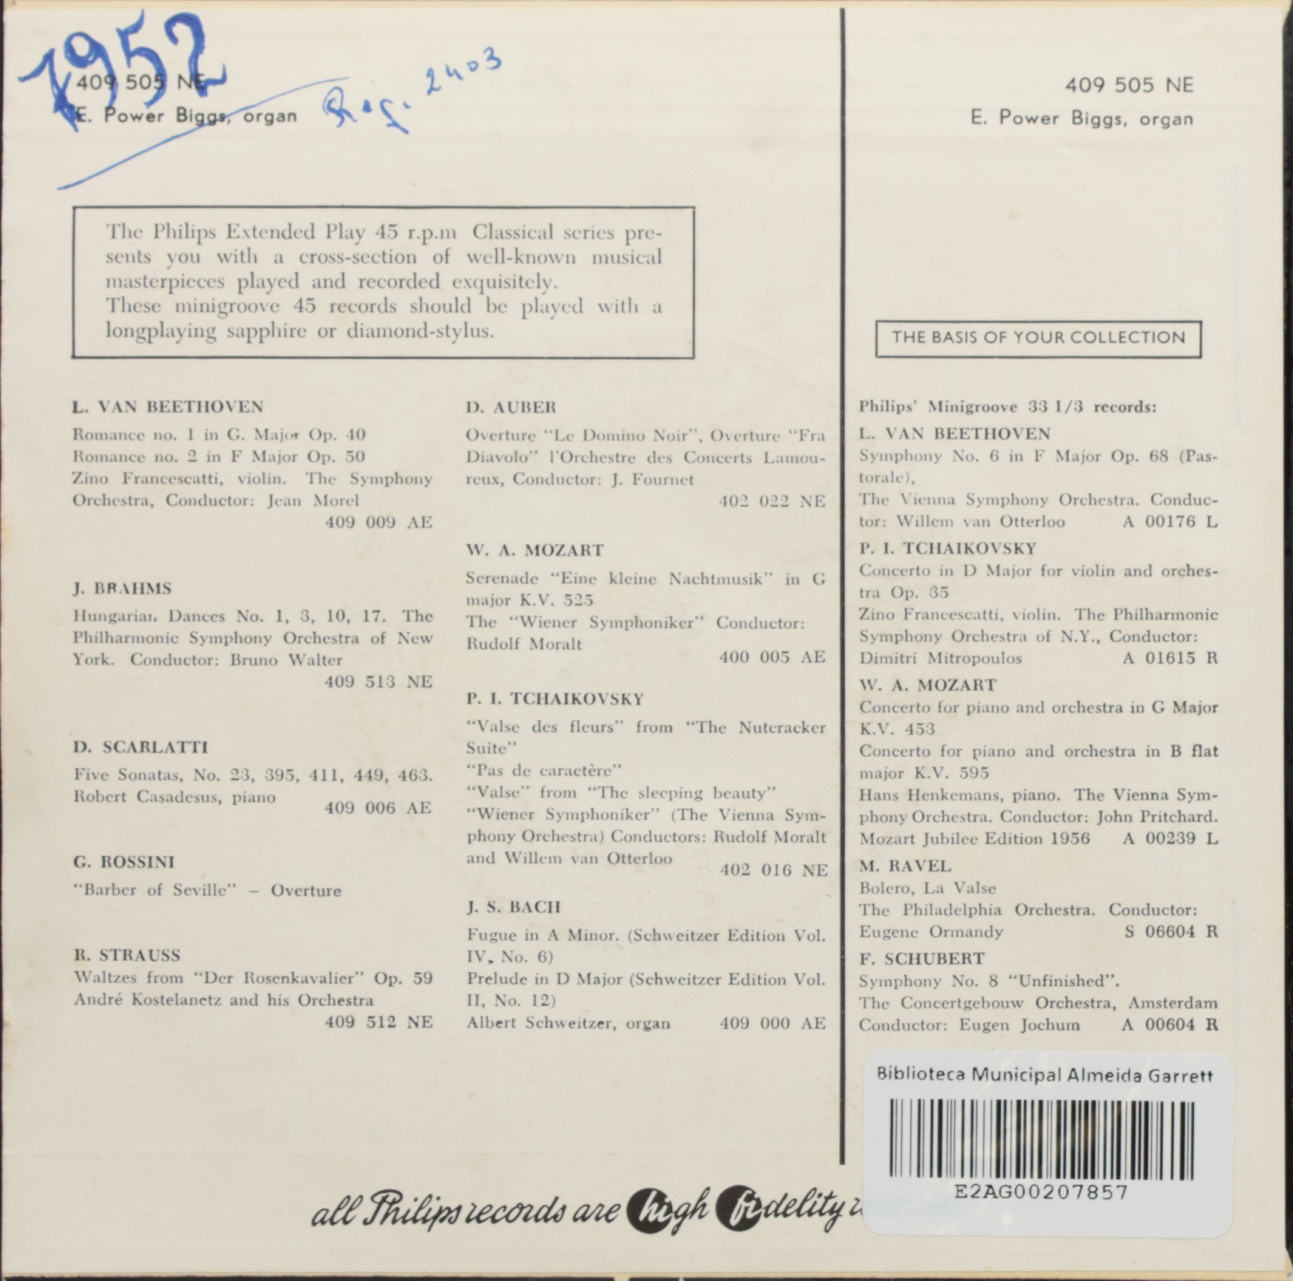 1952
409 505 NE
E. Power Biggs, organ
Reg. 2403
409 505 NE
E. Power Biggs, organ
The Philips Extended Play 45 r.p.m Classical series pre-
sents you with a cross-section of well-known musical
masterpieces played and recorded exquisitely.
These minigroove 45 records should be played with a
longplaying sapphire or diamond-stylus.
L. VAN BEETHOVEN
Romance no. 1 in G. Major Op. 40
Romance no. 2 in F Major Op. 50
Zino Francescatti, violin. The Symphony
Orchestra, Conductor: Jean Morel
409 009 AE
J. BRAHMS
Hungarian Dances No. 1, 3, 10, 17. The
Philharmonic Symphony Orchestra of New
York. Conductor: Bruno Walter
409 513 NE
D. SCARLATTI
Five Sonatas, No. 23, 395, 411, 449, 463.
Robert Casadesus, piano
409 006 AE
G. ROSSINI
"Barber of Seville" – Overture
R. STRAUSS
Waltzes from "Der Rosenkavalier" Op. 59
André Kostelanetz and his Orchestra
409 512 NE
D. AUBER
Overture "Le Domino Noir", Overture "Fra
Diavolo" l'Orchestre des Concerts Lamou-
reux, Conductor: J. Fournet
402 022 NE
W. A. MOZART
Serenade "Eine kleine Nachtmusik" in G
major K.V. 525
The "Wiener Symphoniker" Conductor:
Rudolf Moralt
400 005 AE
P. I. TCHAIKOVSKY
"Valse des fleurs" from "The Nutcracker
Suite"
"Pas de caractère"
"Valse" from "The sleeping beauty"
"Wiener Symphoniker" (The Vienna Sym-
phony Orchestra) Conductors: Rudolf Moralt
and Willem van Otterloo
402 016 NE
J. S. BACH
Fugue in A Minor. (Schweitzer Edition Vol.
IV, No. 6)
Prelude in D Major (Schweitzer Edition Vol.
II, No. 12)
Albert Schweitzer, organ 409 000 AE
THE BASIS OF YOUR COLLECTION
Philips' Minigroove 33 1/3 records:
L. VAN BEETHOVEN
Symphony No. 6 in F Major Op. 68 (Pas-
torale),
The Vienna Symphony Orchestra. Conduc-
tor: Willem van Otterloo A 00176 L
P. I. TCHAIKOVSKY
Concerto in D Major for violin and orches-
tra Op. 35
Zino Francescatti, violin. The Philharmonic
Symphony Orchestra of N.Y., Conductor:
Dimitri Mitropoulos A 01615 R
W. A. MOZART
Concerto for piano and orchestra in G Major
K.V. 453
Concerto for piano and orchestra in B flat
major K.V. 595
Hans Henkemans, piano. The Vienna Sym-
phony Orchestra. Conductor: John Pritchard.
Mozart Jubilee Edition 1956 A 00239 L
M. RAVEL
Bolero, La Valse
The Philadelphia Orchestra. Conductor:
Eugene Ormandy S 06604 R
F. SCHUBERT
Symphony No. 8 "Unfinished".
The Concertgebouw Orchestra, Amsterdam
Conductor: Eugen Jochum A 00604 R
Biblioteca Municipal Almeida Garrett
E2AG00207857
all Philips records are high fidelity